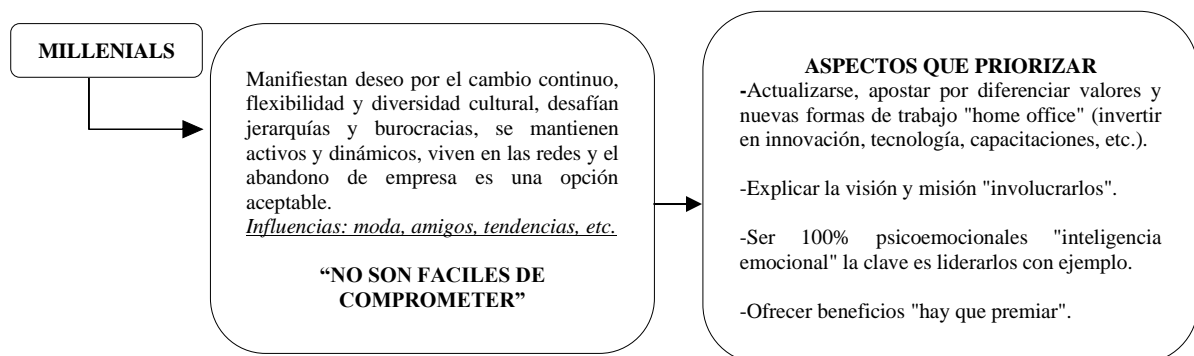 MILLENIALS
Manifiestan deseo por el cambio continuo,
flexibilidad y diversidad cultural, desafían
jerarquías y burocracias, se mantienen
activos y dinámicos, viven en las redes y el
abandono de empresa es una opción
aceptable.
Influencias: moda, amigos, tendencias, etc.
“NO SON FACILES DE
COMPROMETER”
ASPECTOS QUE PRIORIZAR
-Actualizarse, apostar por diferenciar valores y
nuevas formas de trabajo "home office" (invertir
en innovación, tecnología, capacitaciones, etc.).
-Explicar la visión y misión "involucrarlos".
-Ser 100% psicoemocionales "inteligencia
emocional" la clave es liderarlos con ejemplo.
-Ofrecer beneficios "hay que premiar".